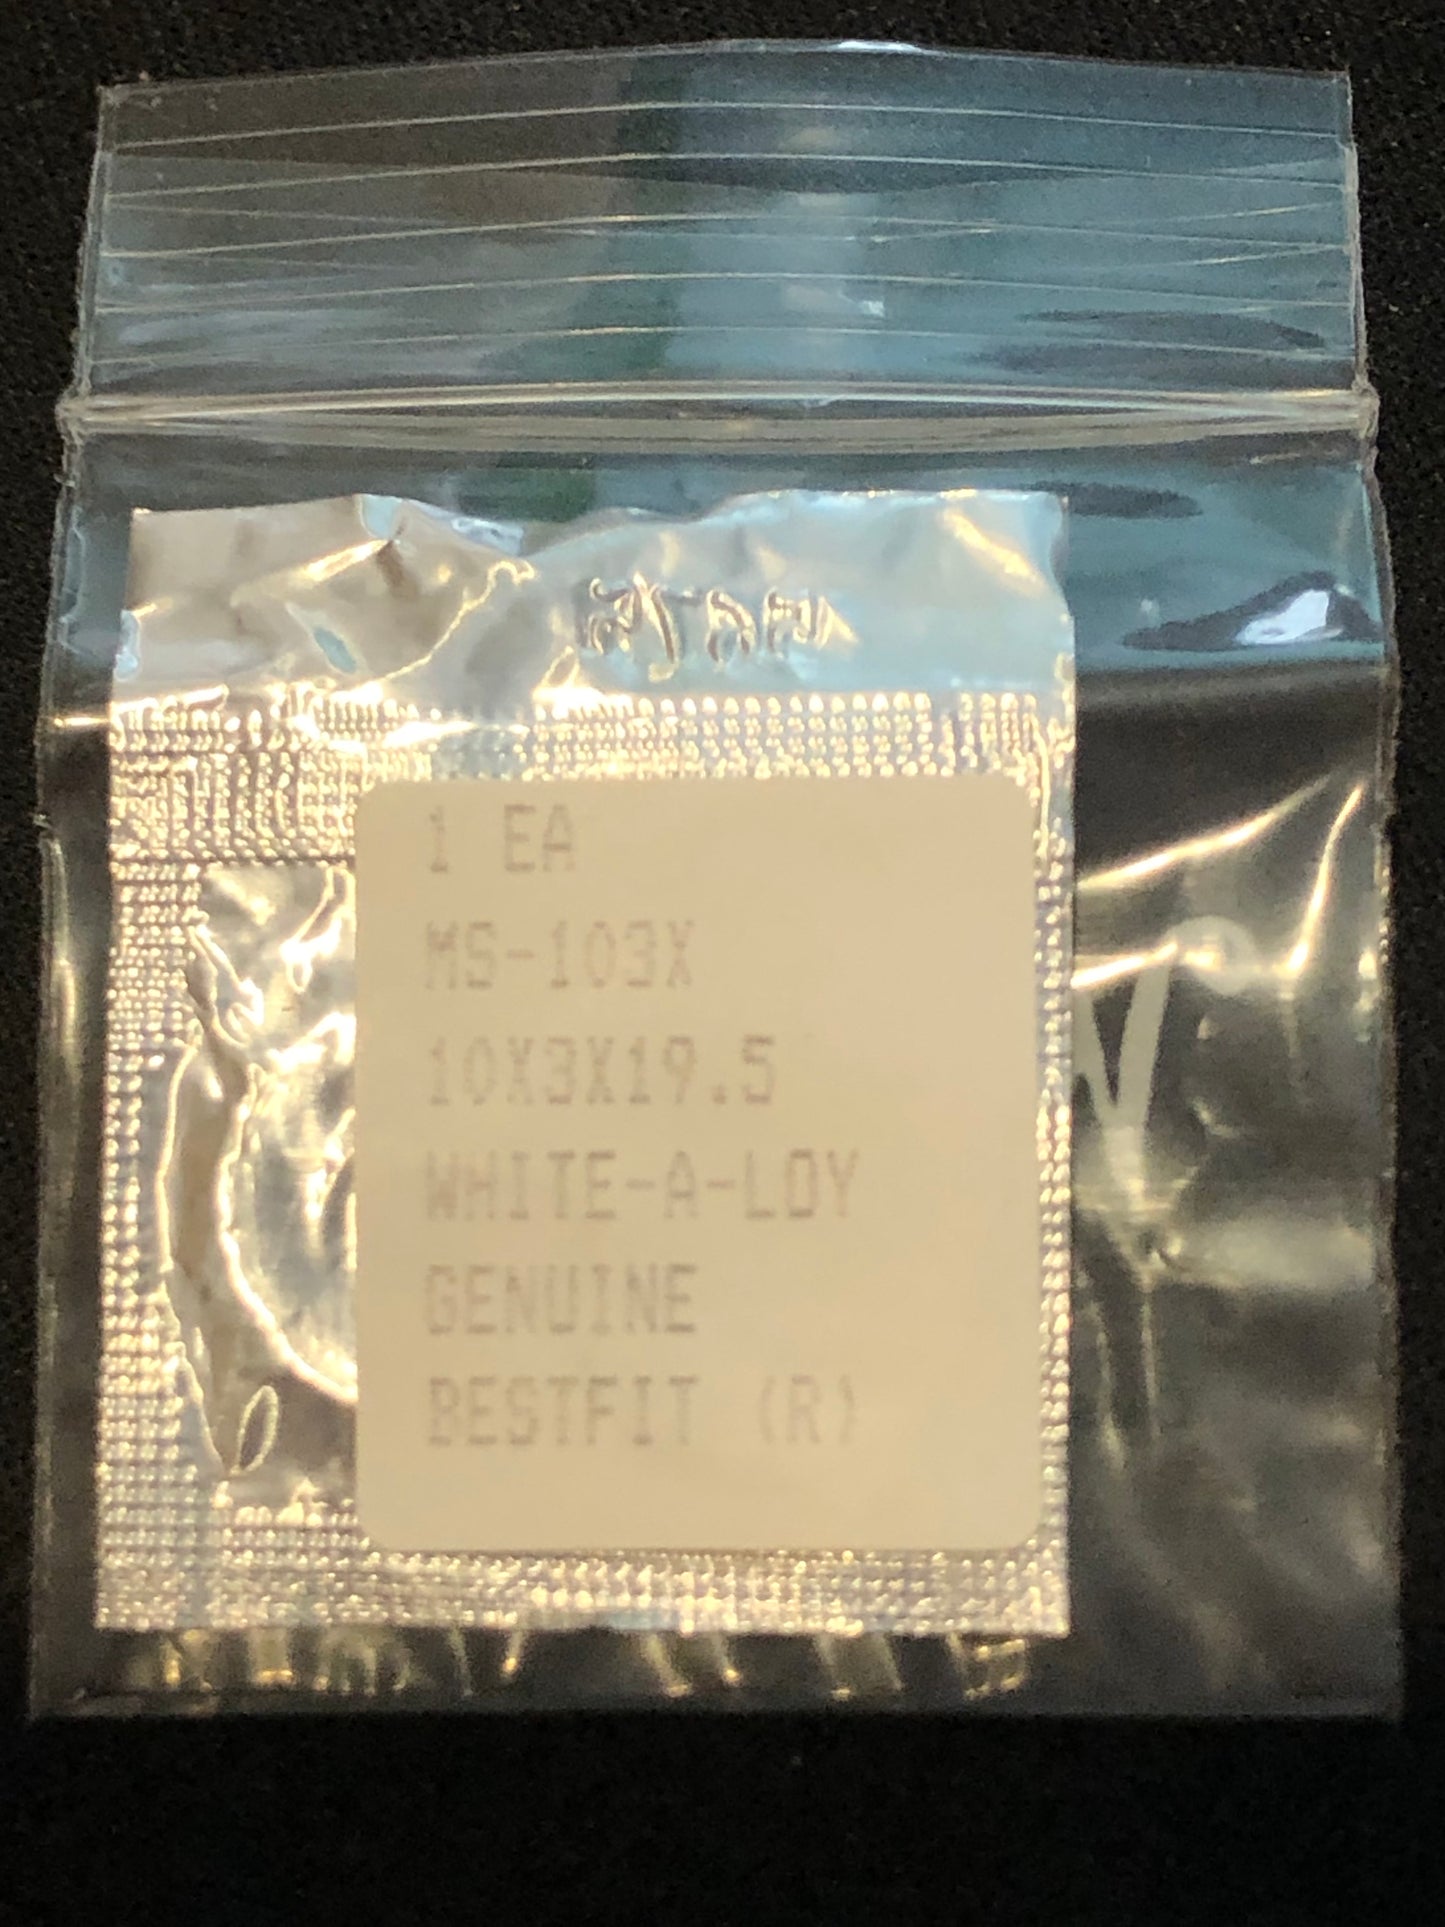 1 EA
MS-103X
10X3X19.5
WHITE-A-LOY
GENUINE
BESTFIT (R)